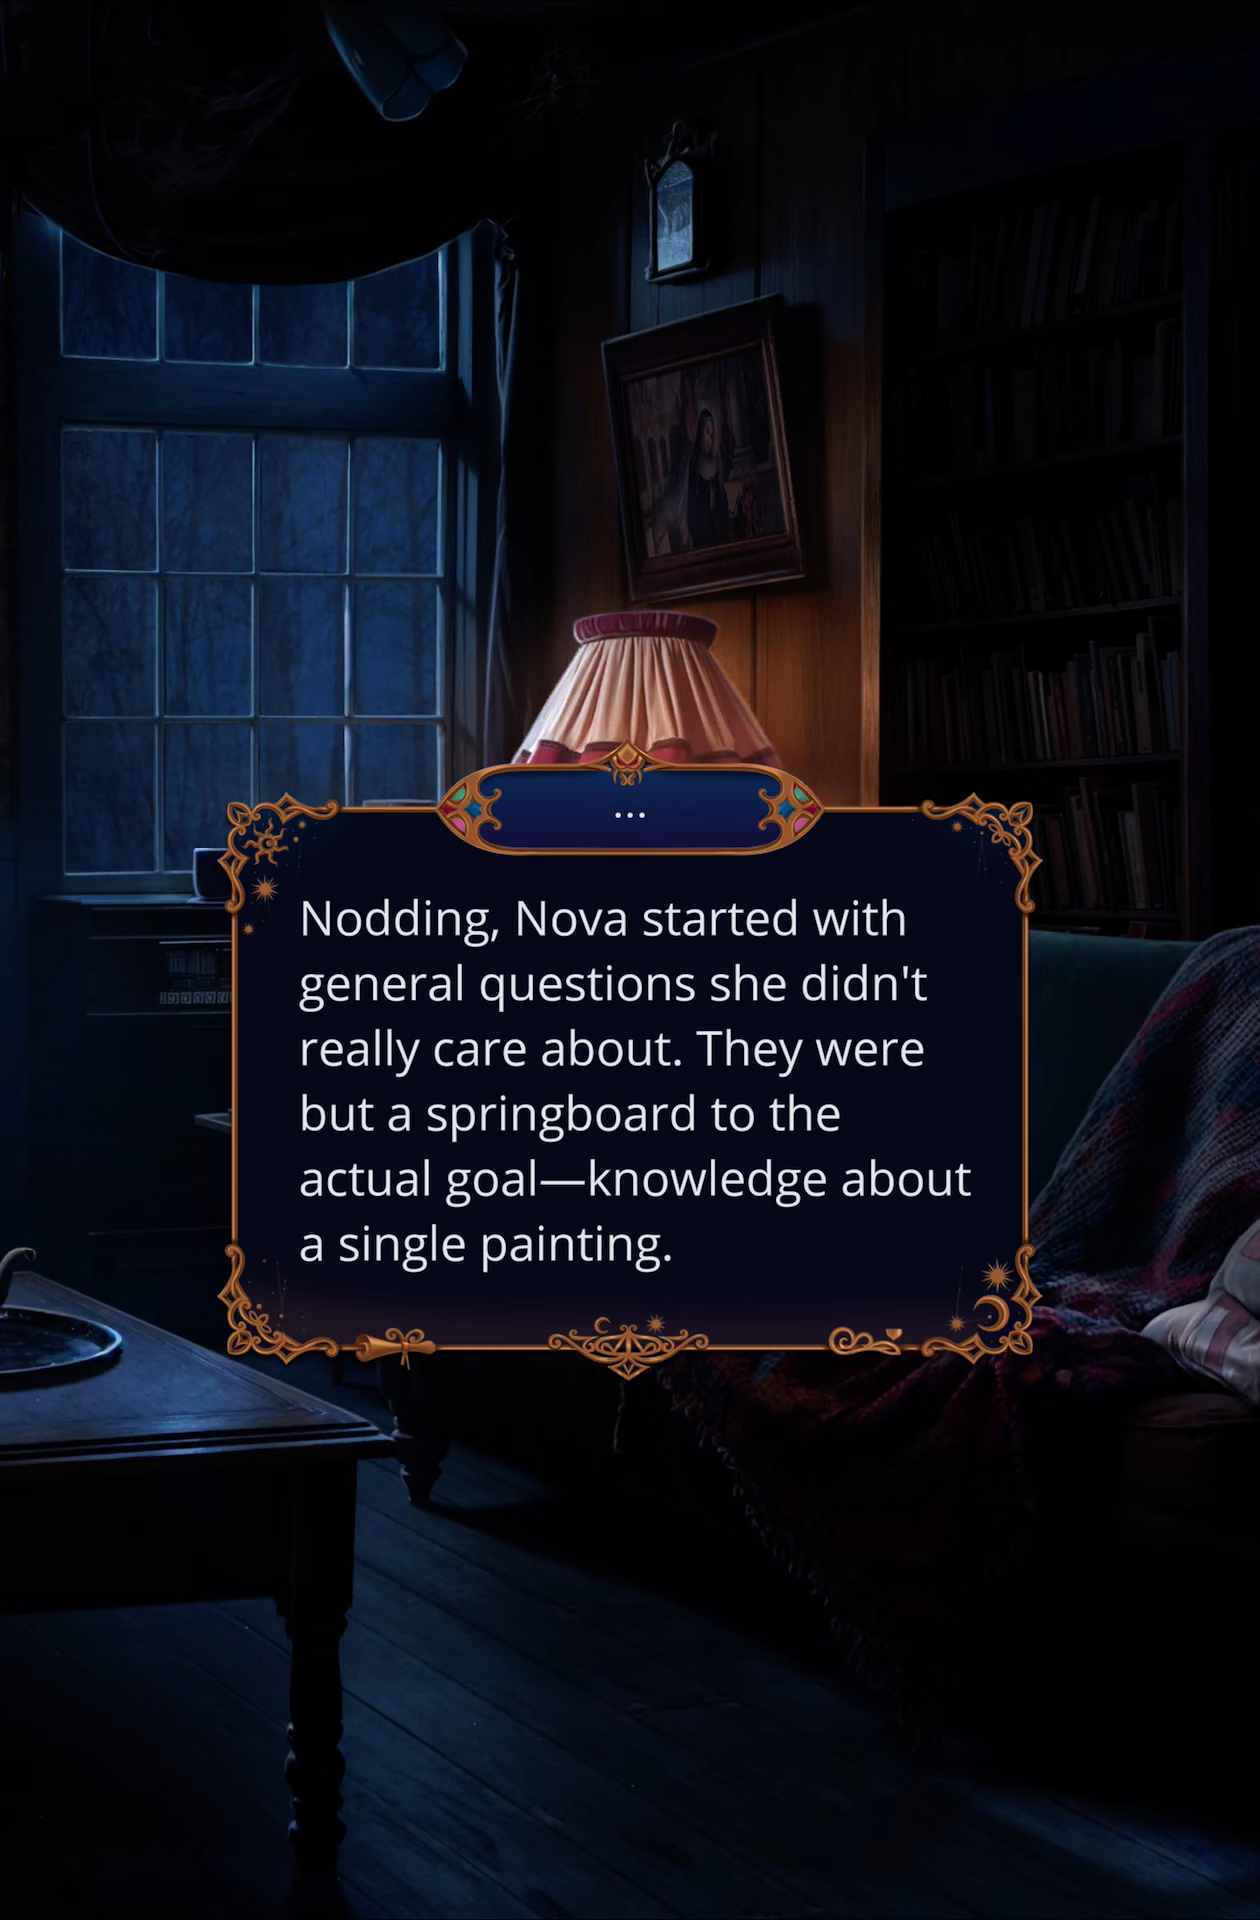 ...
Nodding, Nova started with
general questions she didn't
really care about. They were
but a springboard to the
actual goal—knowledge about
a single painting.